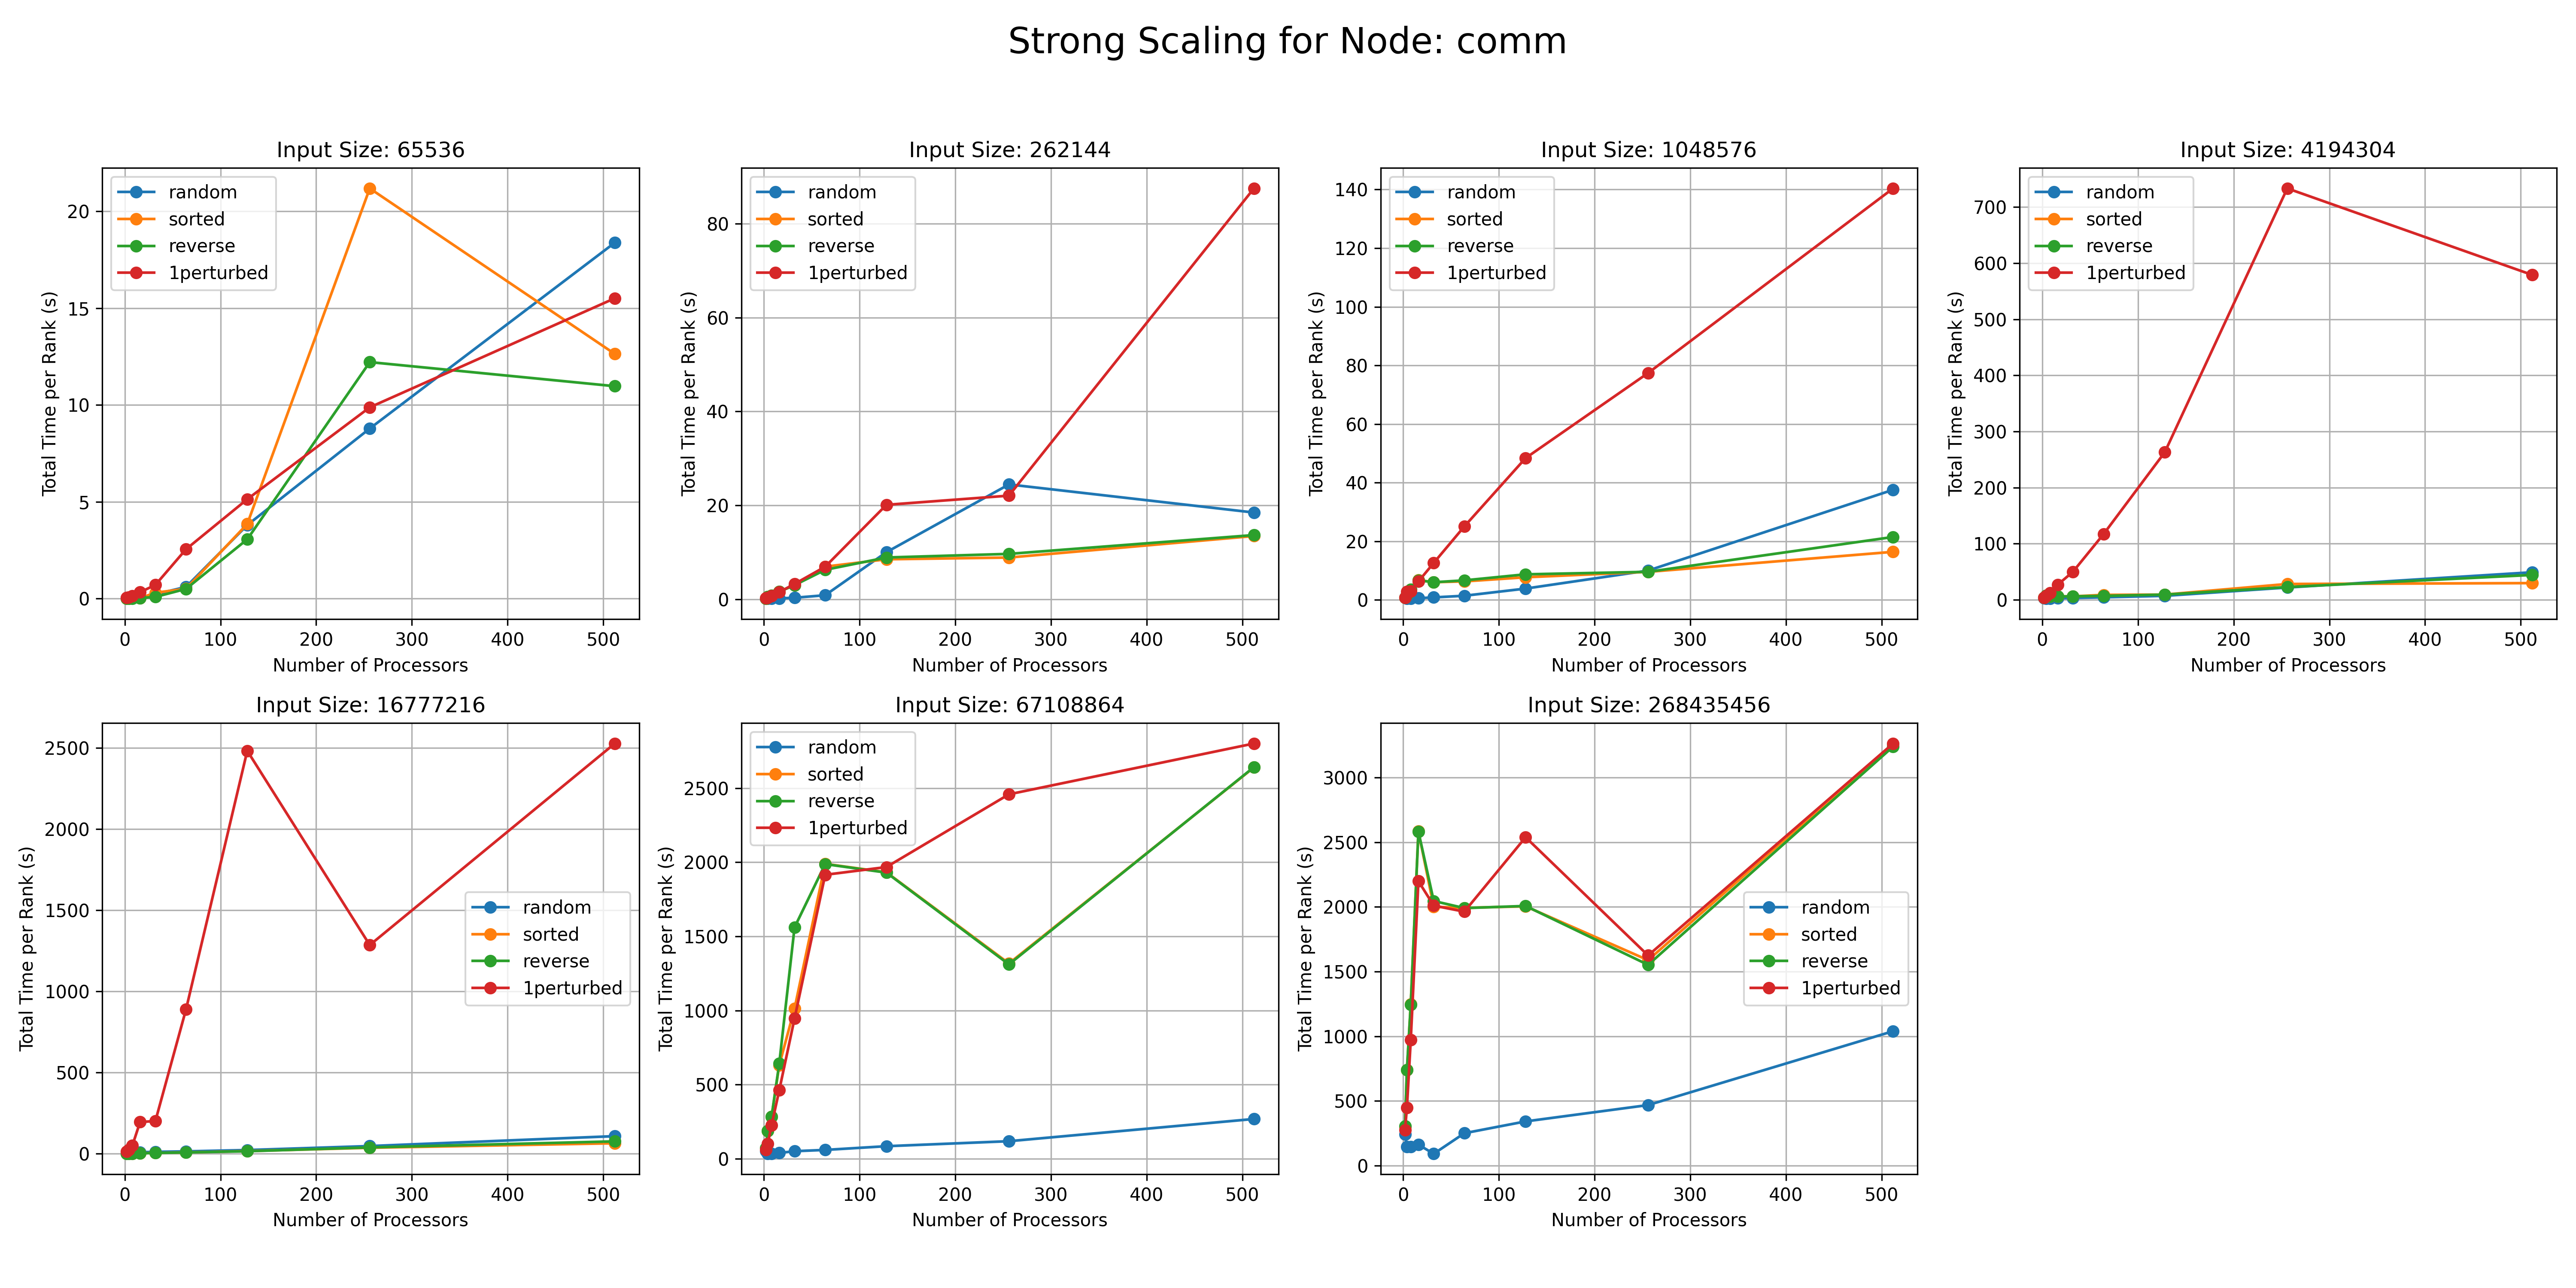 Strong Scaling for Node: comm
Input Size: 65536
random
sorted
reverse
1perturbed
Total Time per Rank (s)
20
15
10
5
0
0 100 200 300 400 500
Number of Processors
Input Size: 262144
random
sorted
reverse
1perturbed
Total Time per Rank (s)
80
60
40
20
0
0 100 200 300 400 500
Number of Processors
Input Size: 1048576
random
sorted
reverse
1perturbed
Total Time per Rank (s)
140
120
100
80
60
40
20
0
0 100 200 300 400 500
Number of Processors
Input Size: 4194304
random
sorted
reverse
1perturbed
Total Time per Rank (s)
700
600
500
400
300
200
100
0
0 100 200 300 400 500
Number of Processors
Input Size: 16777216
random
sorted
reverse
1perturbed
Total Time per Rank (s)
2500
2000
1500
1000
500
0
0 100 200 300 400 500
Number of Processors
Input Size: 67108864
random
sorted
reverse
1perturbed
Total Time per Rank (s)
2500
2000
1500
1000
500
0
0 100 200 300 400 500
Number of Processors
Input Size: 268435456
random
sorted
reverse
1perturbed
Total Time per Rank (s)
3000
2500
2000
1500
1000
500
0
0 100 200 300 400 500
Number of Processors